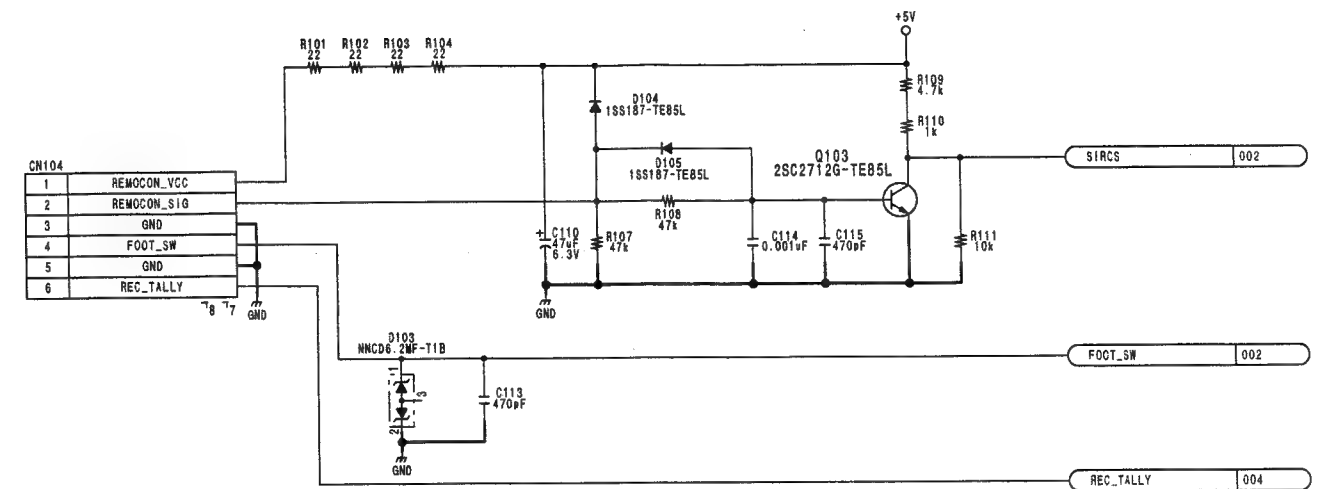 +5V
R101 R102 R103 R104
22 22 22 22
R109
4.7k
D104
1SS187-TE85L
R110
1k
D105
1SS187-TE85L
Q103
2SC2712G-TE85L
SIRCS 002
CN104
1 REMOCON_VCC
2 REMOCON_SIG
3 GND
4 FOOT_SW
5 GND
6 REC_TALLY
8 7
GND
R108
47k
C110
47uF
6.3V
+
R107
47k
C114
0.001uF
C115
470pF
R111
10k
GND
D103
NNCD6.2MF-T1B
1
3
2
C113
470pF
GND
FOOT_SW 002
REC_TALLY 004